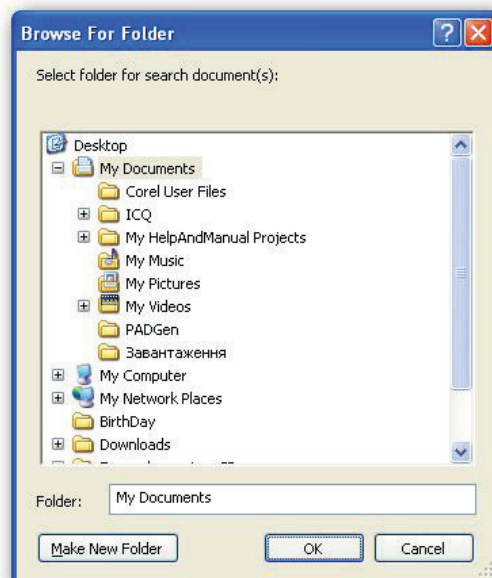 Browse For Folder
Select folder for search document(s):
Desktop
My Documents
Corel User Files
ICQ
My HelpAndManual Projects
My Music
My Pictures
My Videos
PADGen
Завантаження
My Computer
My Network Places
BirthDay
Downloads
Folder: My Documents
Make New Folder OK Cancel